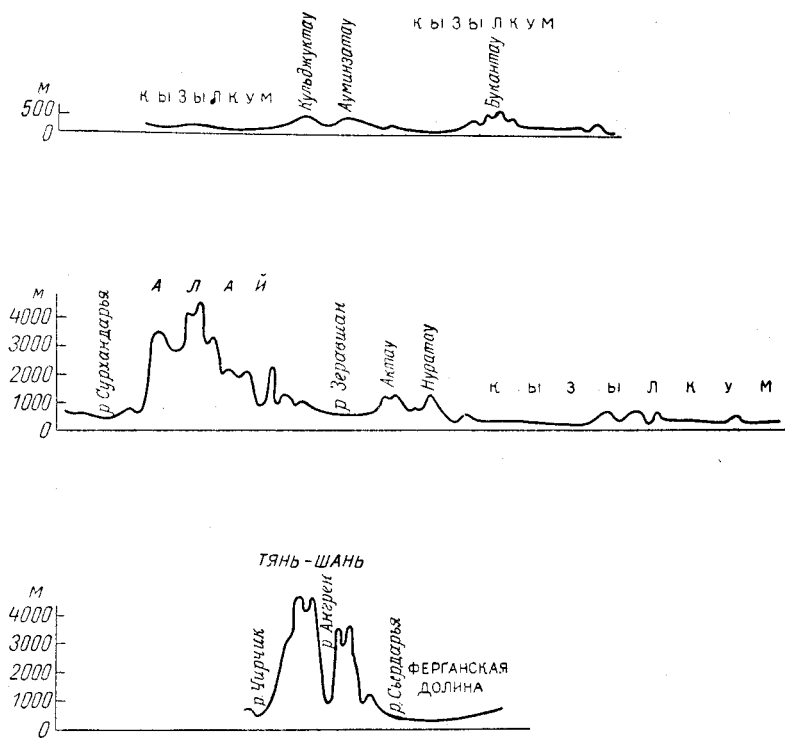 КЫЗЫЛКУМ
КЫЗЫЛКУМ
Кульджуктау
Ауминзатау
Букантау
м
500
0
АЛАЙ
м
4000
3000
2000
1000
0
р Сурхандарья
р Зеравшан
Актау
Нуратау
КЫЗЫЛКУМ
ТЯНЬ-ШАНЬ
м
4000
3000
2000
1000
0
р. Чирчик
р Ангрен
р. Сырдарья
ФЕРГАНСКАЯ
ДОЛИНА